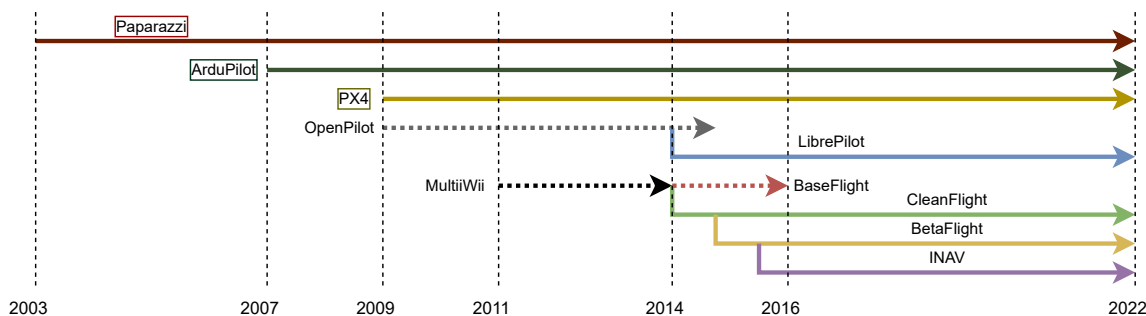 Paparazzi
ArduPilot
PX4
OpenPilot
LibrePilot
MultiiWii
BaseFlight
CleanFlight
BetaFlight
INAV
2003 2007 2009 2011 2014 2016 2022